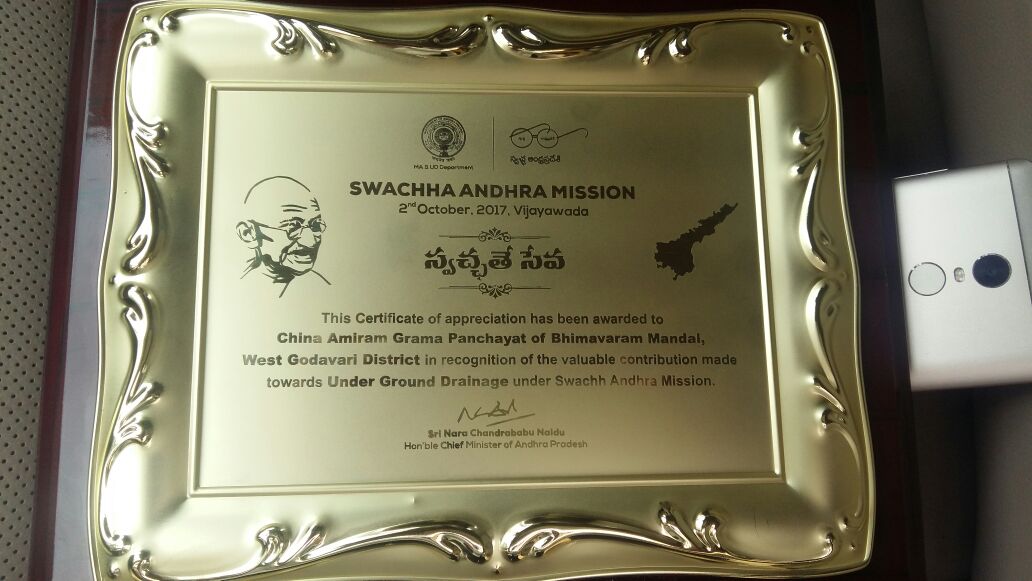 MA & UD Department
స్వచ్ఛ ఆంధ్రప్రదేశ్
SWACHHA ANDHRA MISSION
2nd October, 2017, Vijayawada
స్వచ్ఛతే సేవ
This Certificate of appreciation has been awarded to
China Amiram Grama Panchayat of Bhimavaram Mandal,
West Godavari District in recognition of the valuable contribution made
towards Under Ground Drainage under Swachh Andhra Mission.
Sri Nara Chandrababu Naidu
Hon'ble Chief Minister of Andhra Pradesh